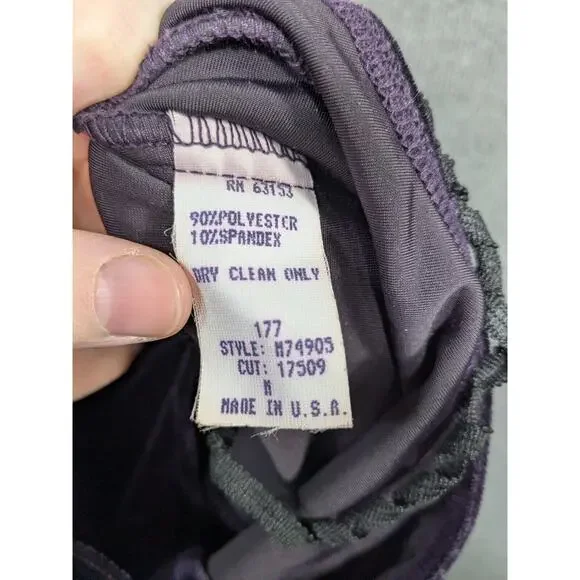 RN 63153
90%POLYESTER
10%SPANDEX
DRY CLEAN ONLY
177
STYLE: M74905
CUT: 17509
M
MADE IN U.S.A.